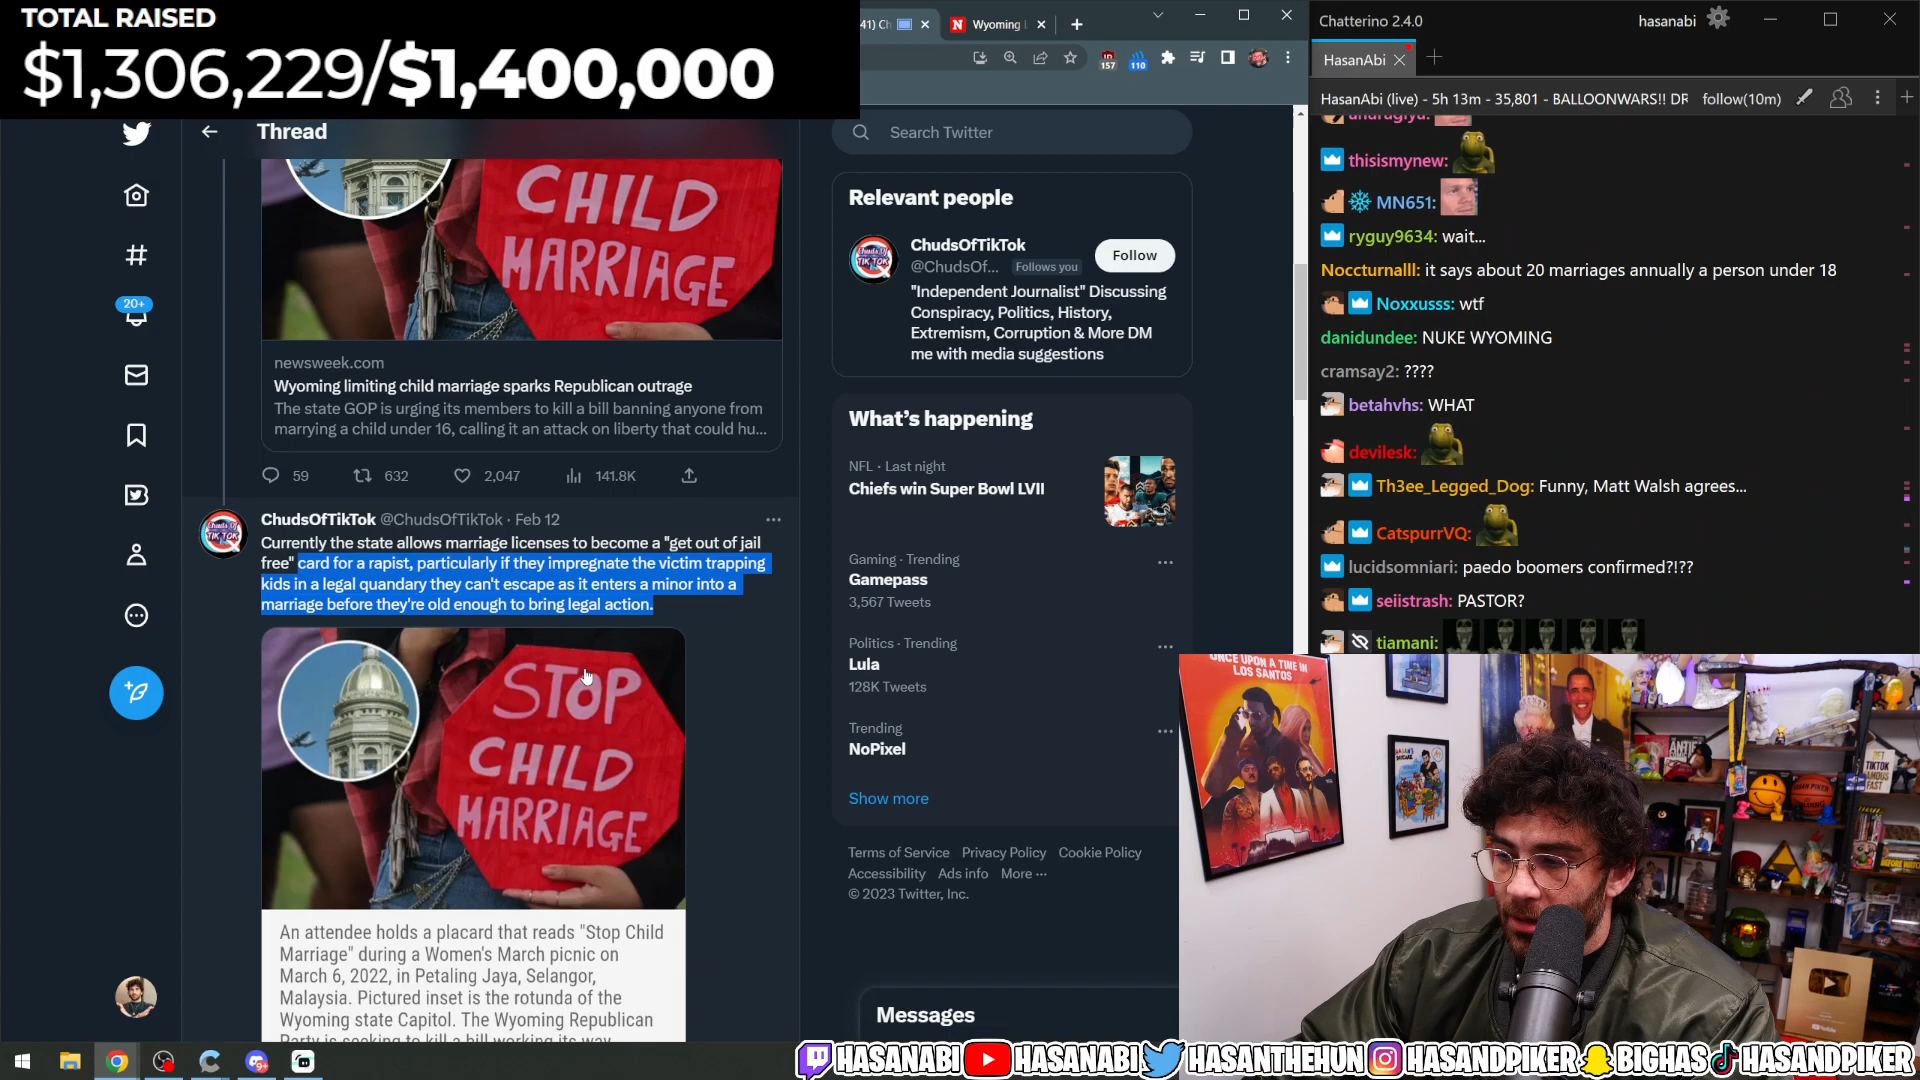 TOTAL RAISED
$1,306,229/$1,400,000
41) Ch
Wyoming
157
110
Thread
Search Twitter
20+
CHILD
MARRIAGE
newsweek.com
Wyoming limiting child marriage sparks Republican outrage
The state GOP is urging its members to kill a bill banning anyone from
marrying a child under 16, calling it an attack on liberty that could hu...
59 632 2,047 141.8K
ChudsOfTikTok @ChudsOfTikTok · Feb 12
Currently the state allows marriage licenses to become a "get out of jail
free" card for a rapist, particularly if they impregnate the victim trapping
kids in a legal quandary they can't escape as it enters a minor into a
marriage before they're old enough to bring legal action.
STOP
CHILD
MARRIAGE
An attendee holds a placard that reads "Stop Child
Marriage" during a Women's March picnic on
March 6, 2022, in Petaling Jaya, Selangor,
Malaysia. Pictured inset is the rotunda of the
Wyoming state Capitol. The Wyoming Republican
Party is seeking to kill a bill working its way
Relevant people
ChudsOfTikTok
@ChudsOf... Follows you
Follow
"Independent Journalist" Discussing
Conspiracy, Politics, History,
Extremism, Corruption & More DM
me with media suggestions
What's happening
NFL · Last night
Chiefs win Super Bowl LVII
Gaming · Trending
Gamepass
3,567 Tweets
Politics · Trending
Lula
128K Tweets
Trending
NoPixel
Show more
Terms of Service Privacy Policy Cookie Policy
Accessibility Ads info More ···
© 2023 Twitter, Inc.
Messages
Chatterino 2.4.0
hasanabi
HasanAbi
HasanAbi (live) - 5h 13m - 35,801 - BALLOONWARS!! DR
follow(10m)
thisismynew:
MN651:
ryguy9634: wait...
Noccturnalll: it says about 20 marriages annually a person under 18
Noxxusss: wtf
danidundee: NUKE WYOMING
cramsay2: ????
betahvhs: WHAT
devilesk:
Th3ee_Legged_Dog: Funny, Matt Walsh agrees...
CatspurrVQ:
lucidsomniari: paedo boomers confirmed?!??
seiistrash: PASTOR?
tiamani:
ONCE UPON A TIME IN
LOS SANTOS
HASANABI HASANABI HASANTHEHUN HASANDPIKER BIGHAS HASANDPIKER